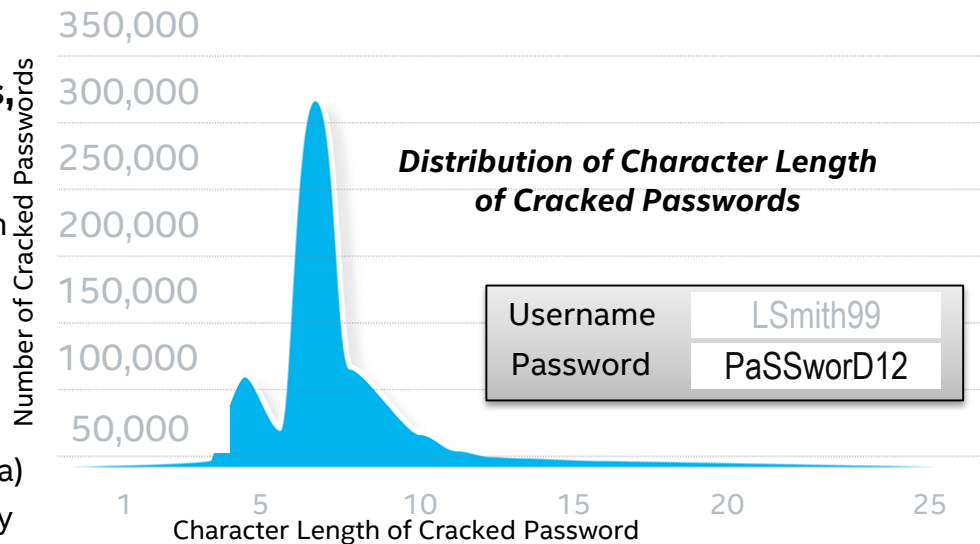 350,000
300,000
250,000
200,000
150,000
100,000
50,000
Number of Cracked Passwords
Distribution of Character Length
of Cracked Passwords
Username LSmith99
Password PaSSworD12
1 5 10 15 20 25
Character Length of Cracked Password